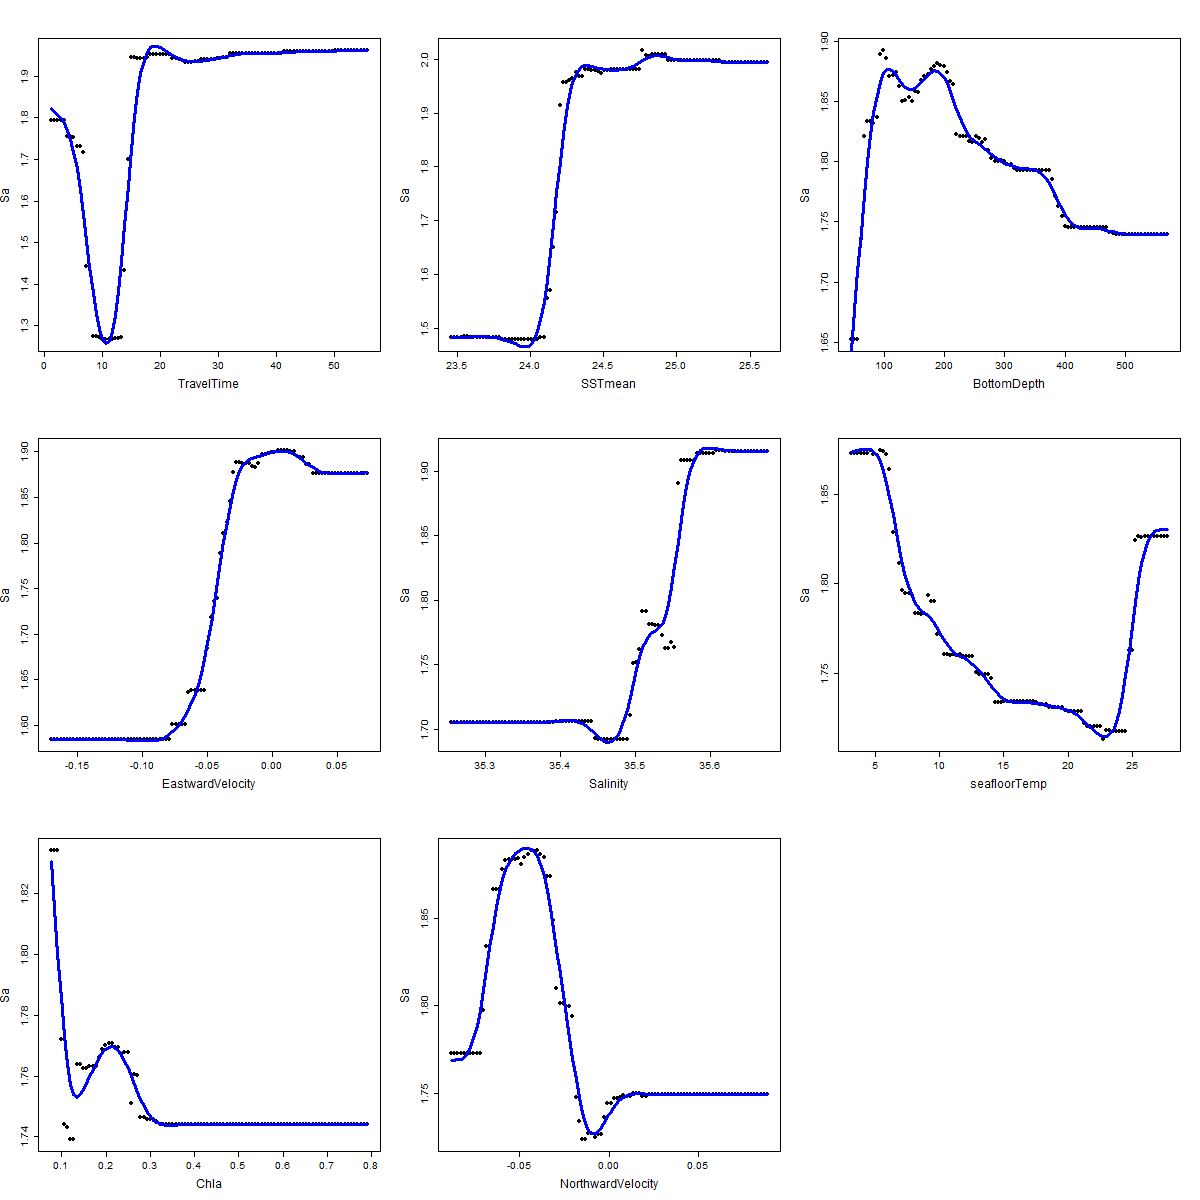 Sa
1.3 1.4 1.5 1.6 1.7 1.8 1.9
0 10 20 30 40 50
TravelTime
Sa
1.5 1.6 1.7 1.8 1.9 2.0
23.5 24.0 24.5 25.0 25.5
SSTmean
Sa
1.65 1.70 1.75 1.80 1.85 1.90
100 200 300 400 500
BottomDepth
Sa
1.60 1.65 1.70 1.75 1.80 1.85 1.90
-0.15 -0.10 -0.05 0.00 0.05
EastwardVelocity
Sa
1.70 1.75 1.80 1.85 1.90
35.3 35.4 35.5 35.6
Salinity
Sa
1.75 1.80 1.85
5 10 15 20 25
seafloorTemp
Sa
1.74 1.76 1.78 1.80 1.82
0.1 0.2 0.3 0.4 0.5 0.6 0.7 0.8
Chla
Sa
1.75 1.80 1.85
-0.05 0.00 0.05
NorthwardVelocity